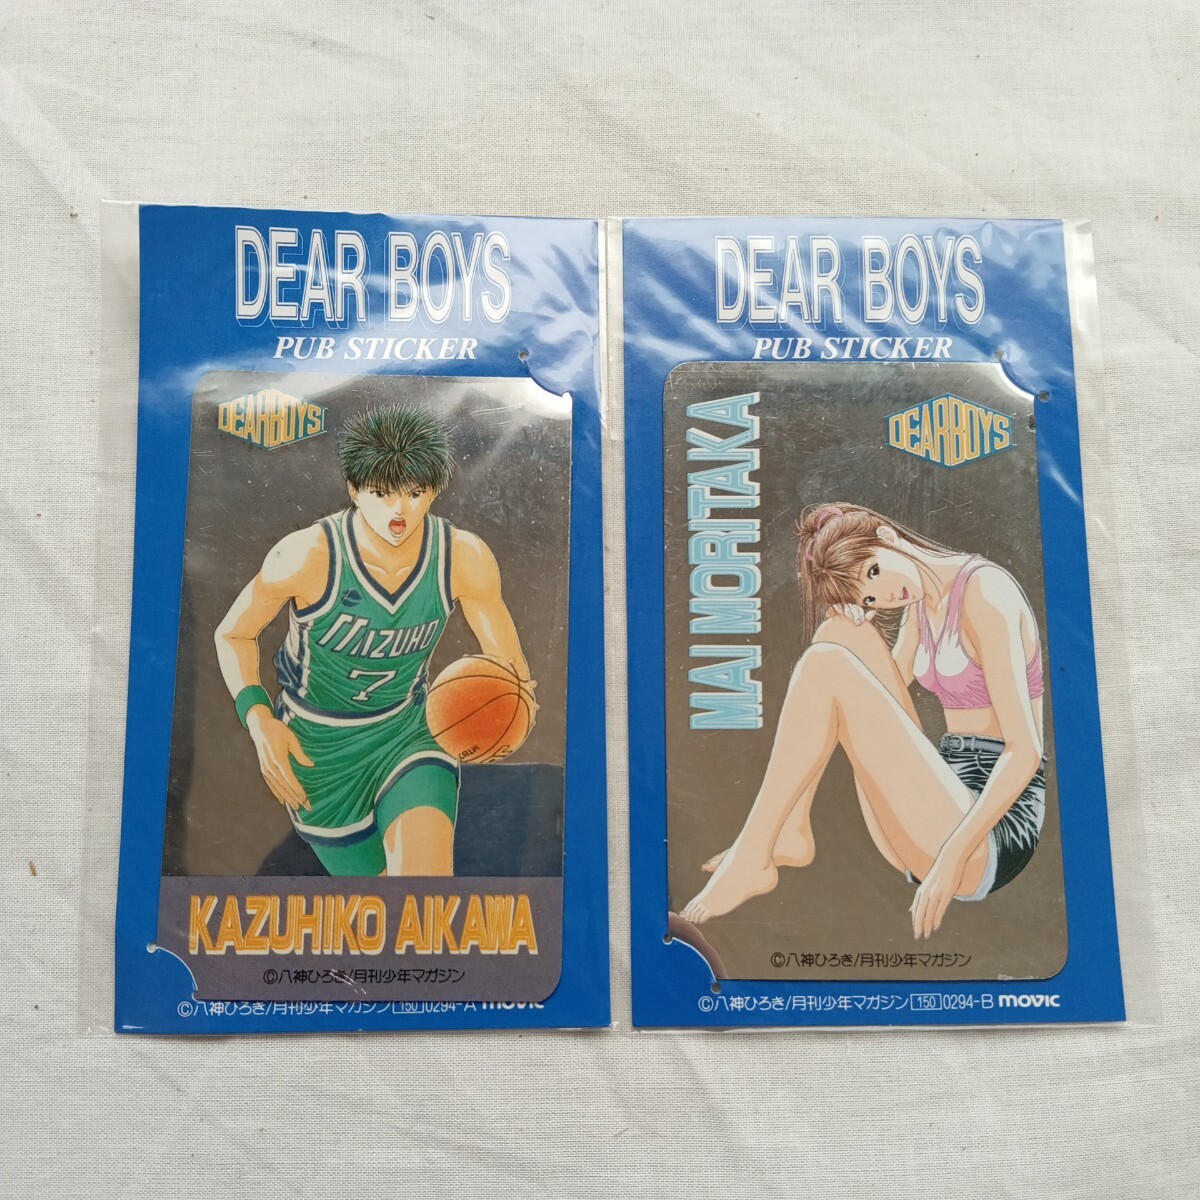 DEAR BOYS
PUB STICKER
DEARBOYS
MIZUHO
7
KAZUHIKO AIKAWA
©八神ひろき/月刊少年マガジン
©八神ひろき/月刊少年マガジン 150 0294-A movic
DEAR BOYS
PUB STICKER
MAI MORITAKA
DEARBOYS
©八神ひろき/月刊少年マガジン
©八神ひろき/月刊少年マガジン 150 0294-B movic